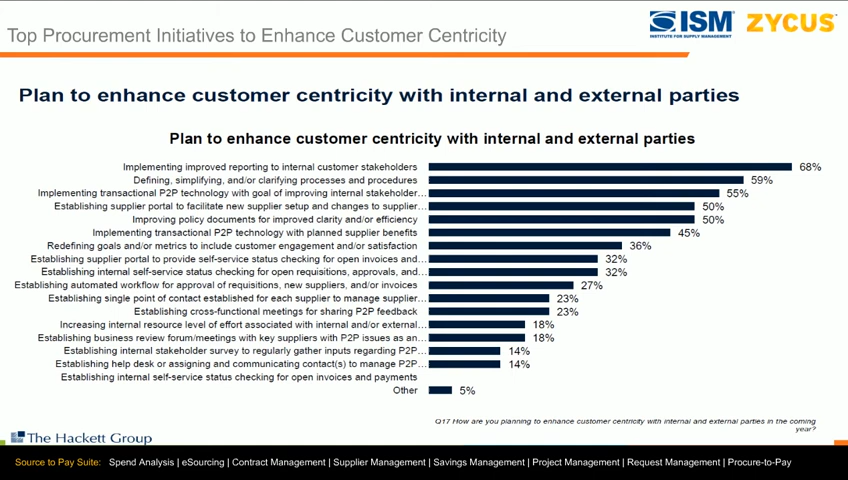 Top Procurement Initiatives to Enhance Customer Centricity
ISM
INSTITUTE FOR SUPPLY MANAGEMENT
ZYCUS
Plan to enhance customer centricity with internal and external parties
Plan to enhance customer centricity with internal and external parties
Implementing improved reporting to internal customer stakeholders 68%
Defining, simplifying, and/or clarifying processes and procedures 59%
Implementing transactional P2P technology with goal of improving internal stakeholder… 55%
Establishing supplier portal to facilitate new supplier setup and changes to supplier… 50%
Improving policy documents for improved clarity and/or efficiency 50%
Implementing transactional P2P technology with planned supplier benefits 45%
Redefining goals and/or metrics to include customer engagement and/or satisfaction 36%
Establishing supplier portal to provide self-service status checking for open invoices and… 32%
Establishing internal self-service status checking for open requisitions, approvals, and… 32%
Establishing automated workflow for approval of requisitions, new suppliers, and/or invoices 27%
Establishing single point of contact established for each supplier to manage supplier… 23%
Establishing cross-functional meetings for sharing P2P feedback 23%
Increasing internal resource level of effort associated with internal and/or external… 18%
Establishing business review forum/meetings with key suppliers with P2P issues as an… 18%
Establishing internal stakeholder survey to regularly gather inputs regarding P2P… 14%
Establishing help desk or assigning and communicating contact(s) to manage P2P… 14%
Establishing internal self-service status checking for open invoices and payments
Other 5%
Q17 How are you planning to enhance customer centricity with internal and external parties in the coming
year?
The Hackett Group
Source to Pay Suite: Spend Analysis | eSourcing | Contract Management | Supplier Management | Savings Management | Project Management | Request Management | Procure-to-Pay